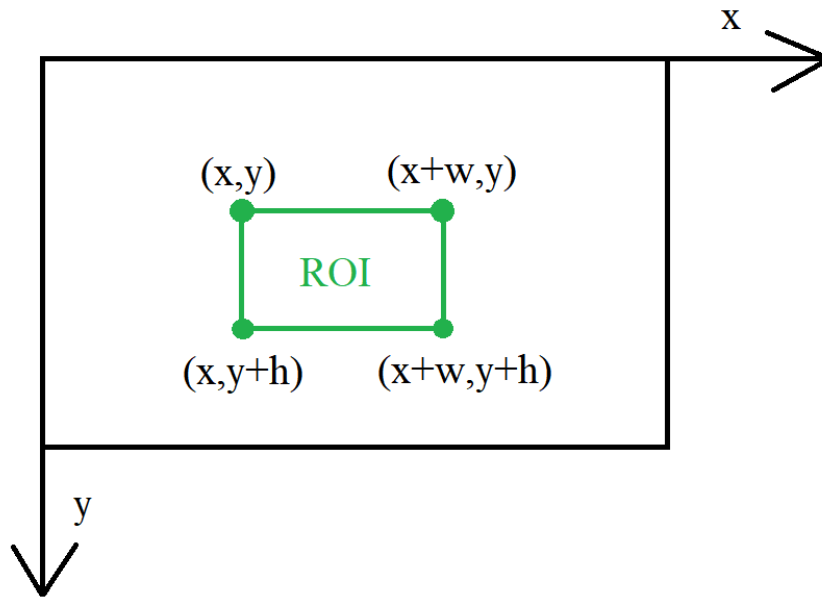 x
(x,y)
(x+w,y)
ROI
(x,y+h)
(x+w,y+h)
y